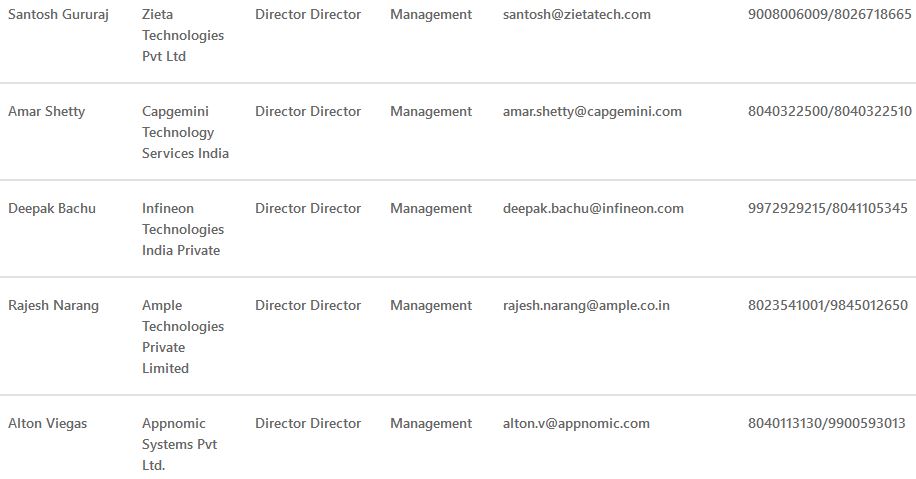 Santosh Gururaj Zieta Director Director Management santosh@zietatech.com 9008006009/8026718665
Technologies
Pvt Ltd
Amar Shetty Capgemini Director Director Management amar.shetty@capgemini.com 8040322500/8040322510
Technology
Services India
Deepak Bachu Infineon Director Director Management deepak.bachu@infineon.com 9972929215/8041105345
Technologies
India Private
Rajesh Narang Ample Director Director Management rajesh.narang@ample.co.in 8023541001/9845012650
Technologies
Private
Limited
Alton Viegas Appnomic Director Director Management alton.v@appnomic.com 8040113130/9900593013
Systems Pvt
Ltd.